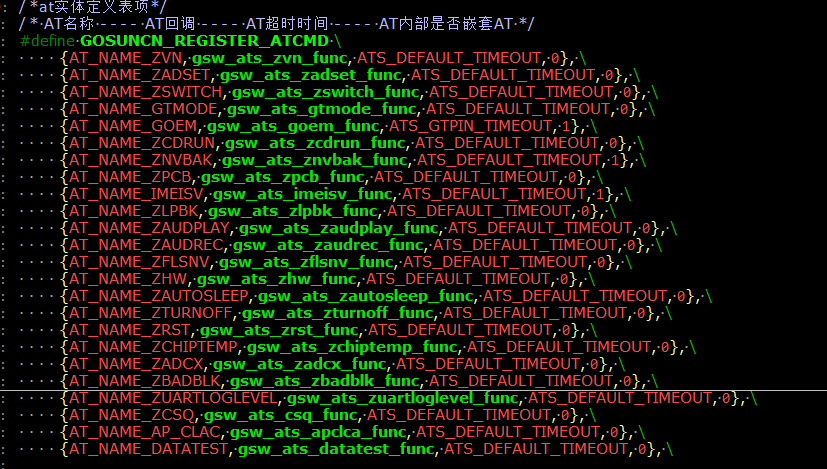 /*at实体定义表项*/
/*·AT名称·-----·AT回调·-----·AT超时时间·-----·AT内部是否嵌套AT·*/
#define·GOSUNCN_REGISTER_ATCMD·\
····{AT_NAME_ZVN,·gsw_ats_zvn_func,·ATS_DEFAULT_TIMEOUT,·0},·\
····{AT_NAME_ZADSET,·gsw_ats_zadset_func,·ATS_DEFAULT_TIMEOUT,·0},·\
····{AT_NAME_ZSWITCH,·gsw_ats_zswitch_func,·ATS_DEFAULT_TIMEOUT,·0},·\
····{AT_NAME_GTMODE,·gsw_ats_gtmode_func,·ATS_DEFAULT_TIMEOUT,·0},·\
····{AT_NAME_GOEM,·gsw_ats_goem_func,·ATS_GTPIN_TIMEOUT,·1},·\
····{AT_NAME_ZCDRUN,·gsw_ats_zcdrun_func,·ATS_DEFAULT_TIMEOUT,·0},·\
····{AT_NAME_ZNVBAK,·gsw_ats_znvbak_func,·ATS_DEFAULT_TIMEOUT,·1},·\
····{AT_NAME_ZPCB,·gsw_ats_zpcb_func,·ATS_DEFAULT_TIMEOUT,·0},·\
····{AT_NAME_IMEISV,·gsw_ats_imeisv_func,·ATS_DEFAULT_TIMEOUT,·1},·\
····{AT_NAME_ZLPBK,·gsw_ats_zlpbk_func,·ATS_DEFAULT_TIMEOUT,·0},·\
····{AT_NAME_ZAUDPLAY,·gsw_ats_zaudplay_func,·ATS_DEFAULT_TIMEOUT,·0},·\
····{AT_NAME_ZAUDREC,·gsw_ats_zaudrec_func,·ATS_DEFAULT_TIMEOUT,·0},·\
····{AT_NAME_ZFLSNV,·gsw_ats_zflsnv_func,·ATS_DEFAULT_TIMEOUT,·0},·\
····{AT_NAME_ZHW,·gsw_ats_zhw_func,·ATS_DEFAULT_TIMEOUT,·0},·\
····{AT_NAME_ZAUTOSLEEP,·gsw_ats_zautosleep_func,·ATS_DEFAULT_TIMEOUT,·0},·\
····{AT_NAME_ZTURNOFF,·gsw_ats_zturnoff_func,·ATS_DEFAULT_TIMEOUT,·0},·\
····{AT_NAME_ZRST,·gsw_ats_zrst_func,·ATS_DEFAULT_TIMEOUT,·0},·\
····{AT_NAME_ZCHIPTEMP,·gsw_ats_zchiptemp_func,·ATS_DEFAULT_TIMEOUT,·0},·\
····{AT_NAME_ZADCX,·gsw_ats_zadcx_func,·ATS_DEFAULT_TIMEOUT,·0},·\
····{AT_NAME_ZBADBLK,·gsw_ats_zbadblk_func,·ATS_DEFAULT_TIMEOUT,·0},·\
····{AT_NAME_ZUARTLOGLEVEL,·gsw_ats_zuartloglevel_func,·ATS_DEFAULT_TIMEOUT,·0},·\
····{AT_NAME_ZCSQ,·gsw_ats_csq_func,·ATS_DEFAULT_TIMEOUT,·0},·\
····{AT_NAME_AP_CLAC,·gsw_ats_apclca_func,·ATS_DEFAULT_TIMEOUT,·0},·\
····{AT_NAME_DATATEST,·gsw_ats_datatest_func,·ATS_DEFAULT_TIMEOUT,·0},·\